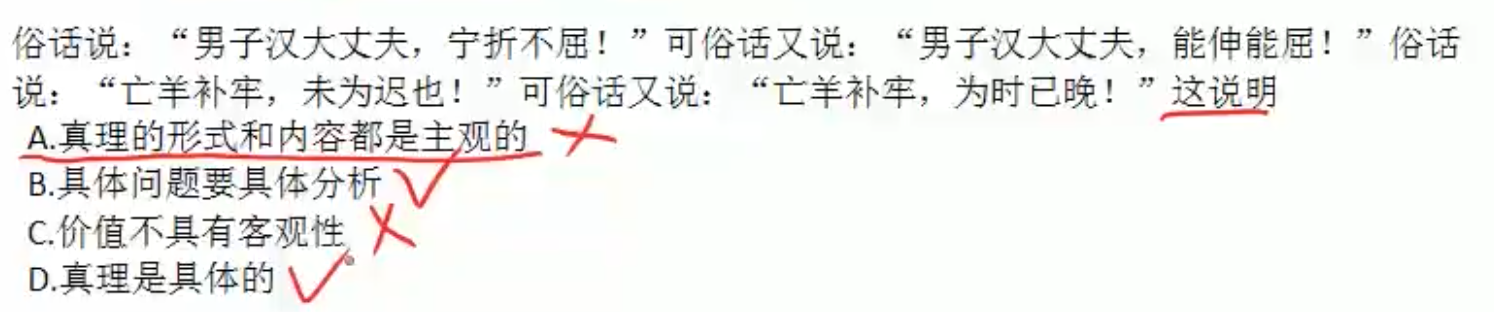 俗话说：“男子汉大丈夫，宁折不屈！”可俗话又说：“男子汉大丈夫，能伸能屈！”俗话
说：“亡羊补牢，未为迟也！”可俗话又说：“亡羊补牢，为时已晚！”这说明
A.真理的形式和内容都是主观的
B.具体问题要具体分析
C.价值不具有客观性
D.真理是具体的